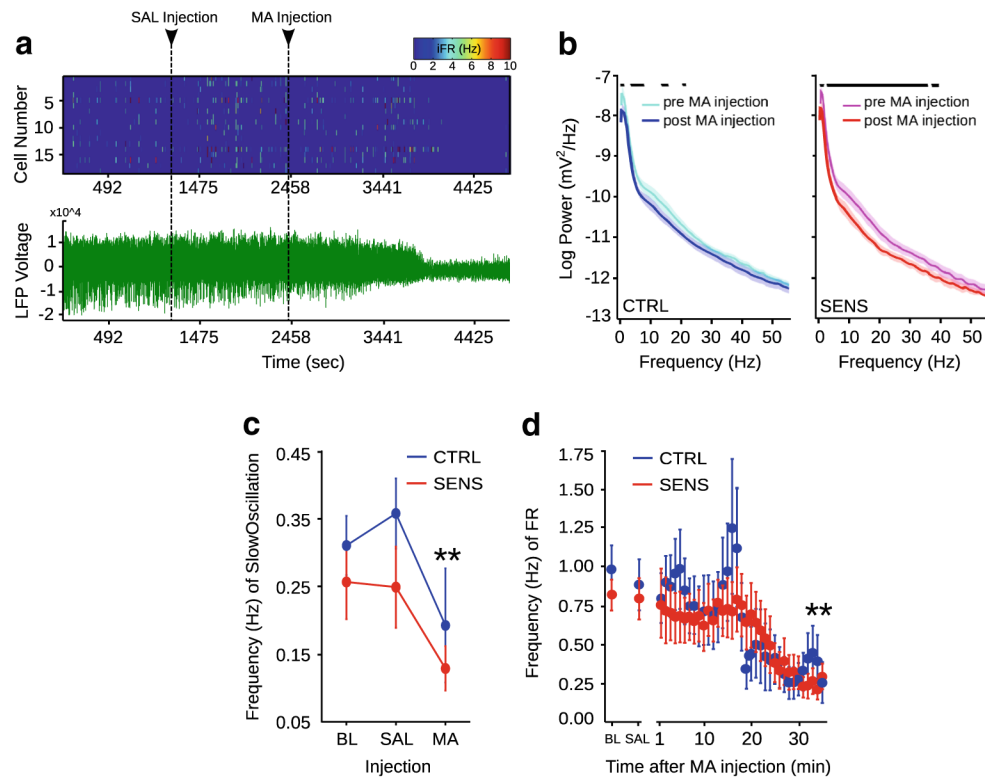 SAL Injection
MA Injection
a
iFR (Hz)
0 2 4 6 8 10
Cell Number
5
10
15
492 1475 2458 3441 4425
x10^4
LFP Voltage
1
0
-1
-2
492 1475 2458 3441 4425
Time (sec)
b
Log Power (mV²/Hz)
-7
-8
-9
-10
-11
-12
-13
pre MA injection
post MA injection
CTRL
0 10 20 30 40 50
Frequency (Hz)
pre MA injection
post MA injection
SENS
0 10 20 30 40 50
Frequency (Hz)
c
Frequency (Hz) of SlowOscillation
0.45
0.35
0.25
0.15
0.05
CTRL
SENS
**
BL SAL MA
Injection
d
Frequency (Hz) of FR
1.75
1.50
1.25
1.00
0.75
0.50
0.25
0.00
CTRL
SENS
**
BL SAL 1 10 20 30
Time after MA injection (min)